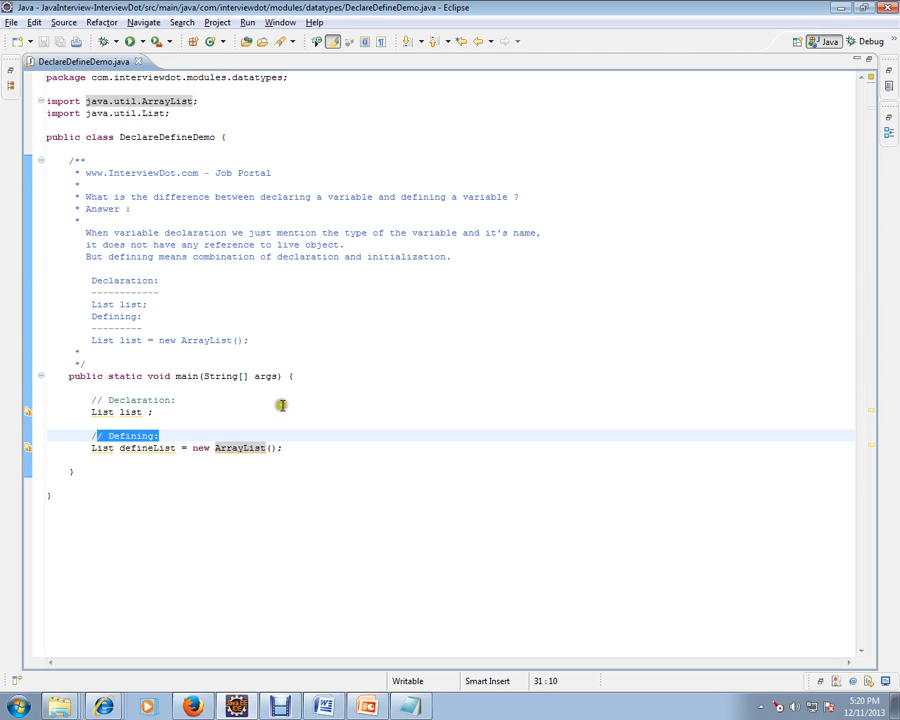 Java - JavaInterview-InterviewDot/src/main/java/com/interviewdot/modules/datatypes/DeclareDefineDemo.java - Eclipse
File Edit Source Refactor Navigate Search Project Run Window Help
Java Debug
DeclareDefineDemo.java
package com.interviewdot.modules.datatypes;
import java.util.ArrayList;
import java.util.List;
public class DeclareDefineDemo {
/**
* www.InterviewDot.com - Job Portal
*
* What is the difference between declaring a variable and defining a variable ?
* Answer :
*
When variable declaration we just mention the type of the variable and it's name,
it does not have any reference to live object.
But defining means combination of declaration and initialization.
Declaration:
------------
List list;
Defining:
---------
List list = new ArrayList();
*
*/
public static void main(String[] args) {
// Declaration:
List list ;
// Defining:
List defineList = new ArrayList();
}
}
Writable Smart Insert 31 : 10
5:20 PM
12/11/2013